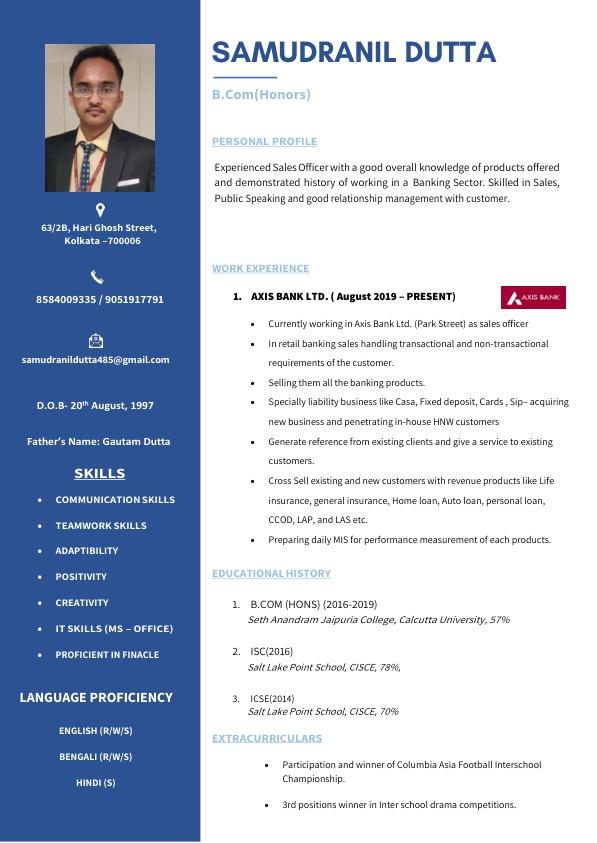 63/2B, Hari Ghosh Street,
Kolkata –700006
8584009335 / 9051917791
samudranildutta485@gmail.com
D.O.B- 20th August, 1997
Father's Name: Gautam Dutta
SKILLS
• COMMUNICATION SKILLS
• TEAMWORK SKILLS
• ADAPTIBILITY
• POSITIVITY
• CREATIVITY
• IT SKILLS (MS – OFFICE)
• PROFICIENT IN FINACLE
LANGUAGE PROFICIENCY
ENGLISH (R/W/S)
BENGALI (R/W/S)
HINDI (S)
SAMUDRANIL DUTTA
B.Com(Honors)
PERSONAL PROFILE
Experienced Sales Officer with a good overall knowledge of products offered
and demonstrated history of working in a Banking Sector. Skilled in Sales,
Public Speaking and good relationship management with customer.
WORK EXPERIENCE
1. AXIS BANK LTD. ( August 2019 – PRESENT)
AXIS BANK
• Currently working in Axis Bank Ltd. (Park Street) as sales officer
• In retail banking sales handling transactional and non-transactional
requirements of the customer.
• Selling them all the banking products.
• Specially liability business like Casa, Fixed deposit, Cards , Sip– acquiring
new business and penetrating in-house HNW customers
• Generate reference from existing clients and give a service to existing
customers.
• Cross Sell existing and new customers with revenue products like Life
insurance, general insurance, Home loan, Auto loan, personal loan,
CCOD, LAP, and LAS etc.
• Preparing daily MIS for performance measurement of each products.
EDUCATIONAL HISTORY
1. B.COM (HONS) (2016-2019)
Seth Anandram Jaipuria College, Calcutta University, 57%
2. ISC(2016)
Salt Lake Point School, CISCE, 78%,
3. ICSE(2014)
Salt Lake Point School, CISCE, 70%
EXTRACURRICULARS
• Participation and winner of Columbia Asia Football Interschool
Championship.
• 3rd positions winner in Inter school drama competitions.